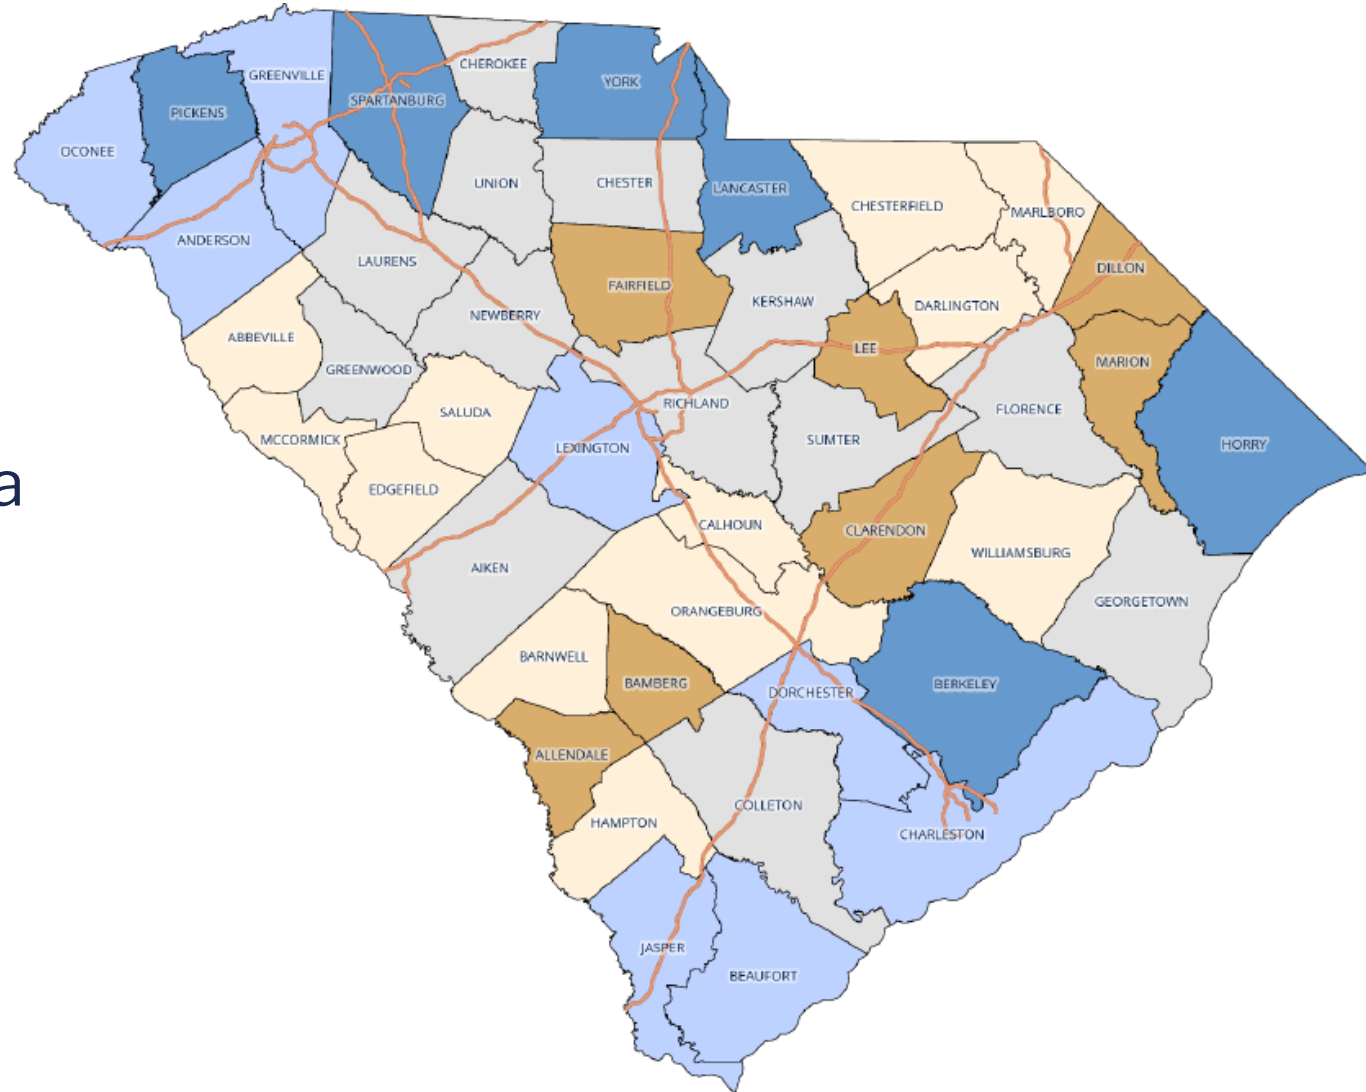 CHEROKEE
GREENVILLE
YORK
SPARTANBURG
PICKENS
OCONEE
UNION
CHESTER
LANCASTER
CHESTERFIELD
MARLBORO
ANDERSON
LAURENS
DILLON
FAIRFIELD
KERSHAW
DARLINGTON
NEWBERRY
ABBEVILLE
LEE
MARION
GREENWOOD
RICHLAND
SALUDA
FLORENCE
MCCORMICK
SUMTER
HORRY
LEXINGTON
a
EDGEFIELD
CALHOUN
CLARENDON
WILLIAMSBURG
AIKEN
GEORGETOWN
ORANGEBURG
BARNWELL
BAMBERG
BERKELEY
DORCHESTER
ALLENDALE
COLLETON
HAMPTON
CHARLESTON
JASPER
BEAUFORT